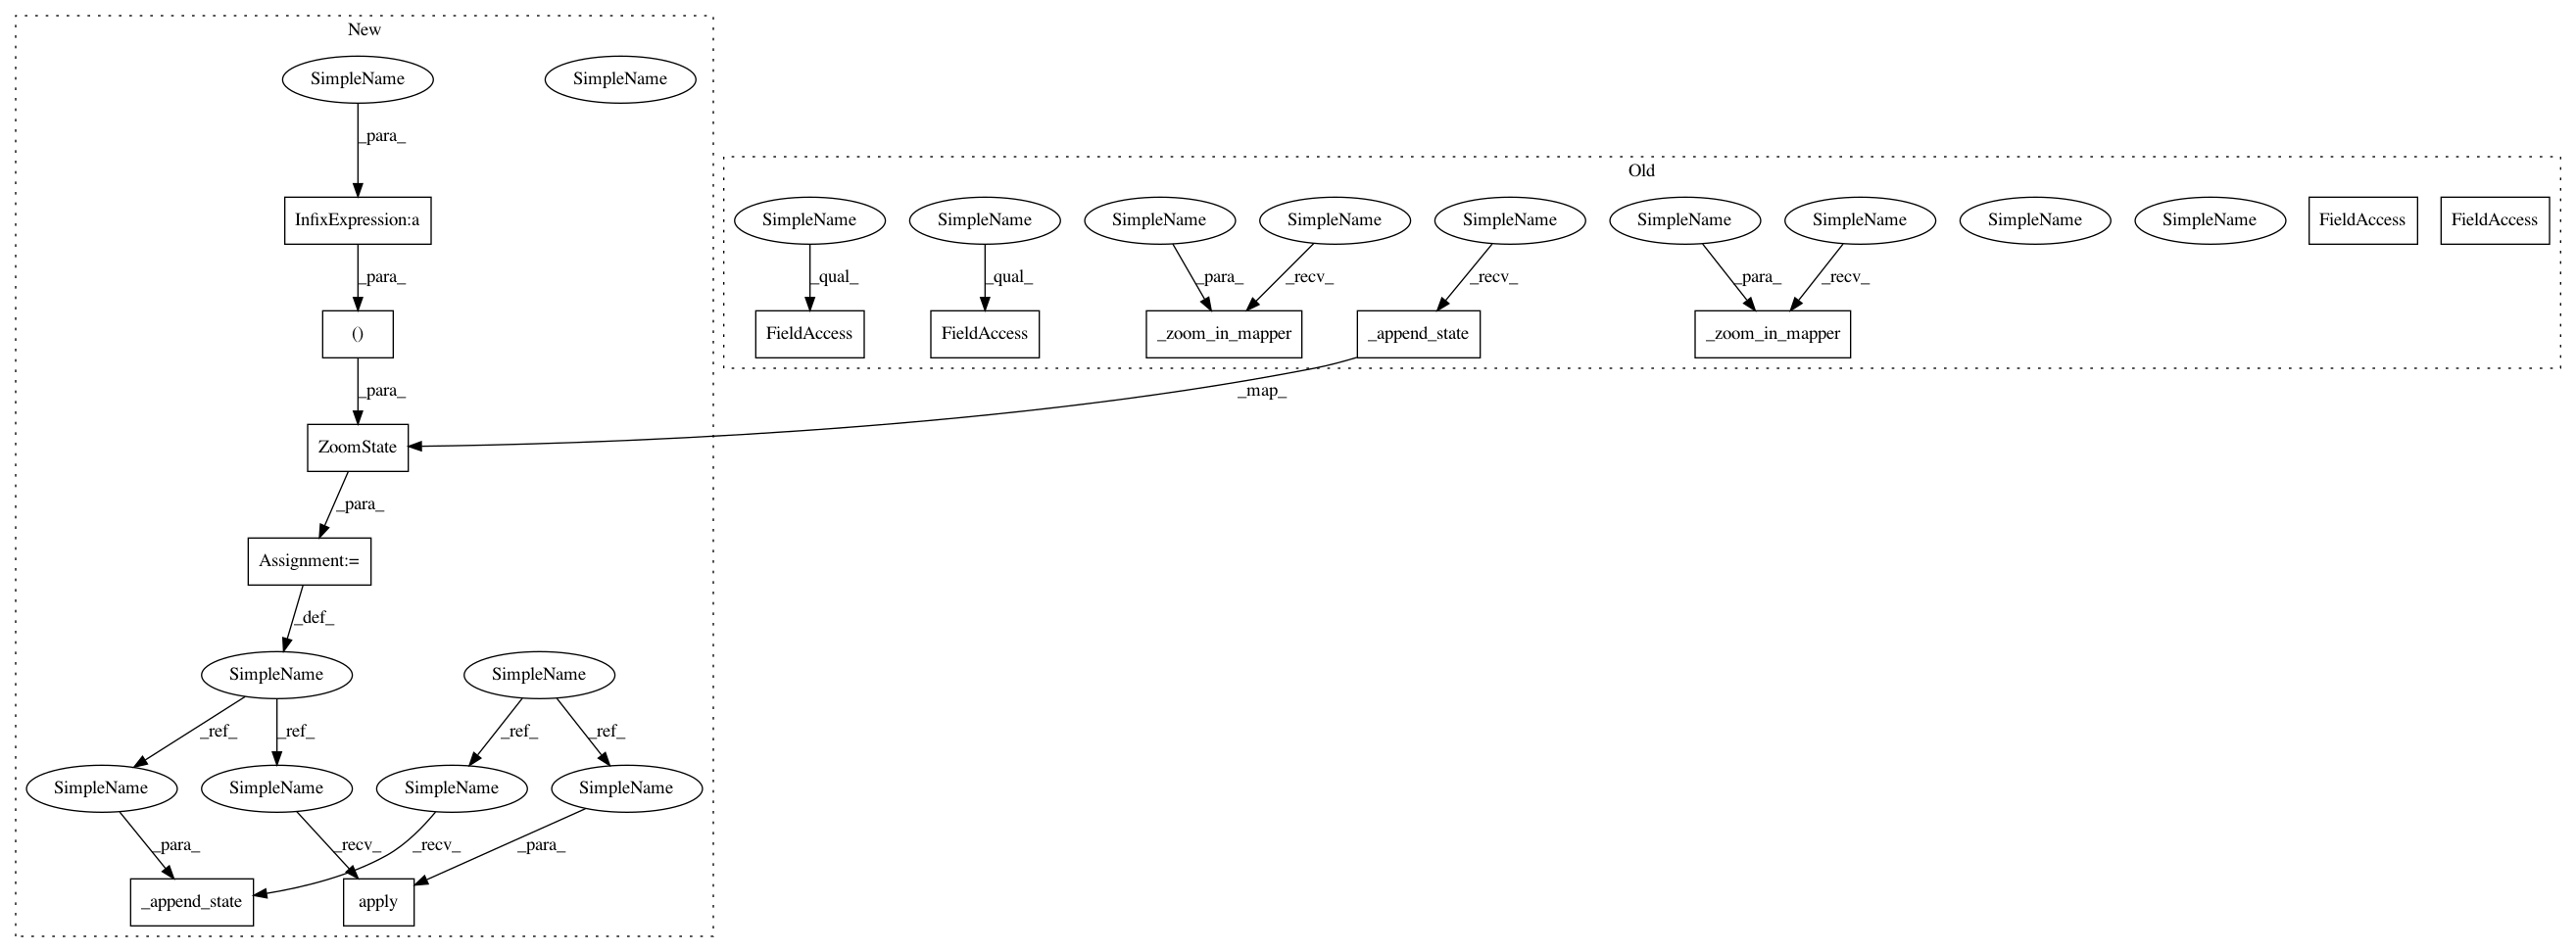 New
SimpleName
SimpleName
_para_
Old
InfixExpression:a
SimpleName
SimpleName
SimpleName
SimpleName
SimpleName
SimpleName
SimpleName
SimpleName
SimpleName
FieldAccess
FieldAccess
_para_
_qual_
_qual_
_para_
_recv_
_recv_
_para_
_recv_
()
FieldAccess
FieldAccess
_zoom_in_mapper
_append_state
_zoom_in_mapper
_para_
_map_
ZoomState
_para_
Assignment:=
_def_
SimpleName
SimpleName
_ref_
_ref_
_ref_
_ref_
SimpleName
SimpleName
SimpleName
SimpleName
_para_
_recv_
_recv_
_para_
_append_state
apply